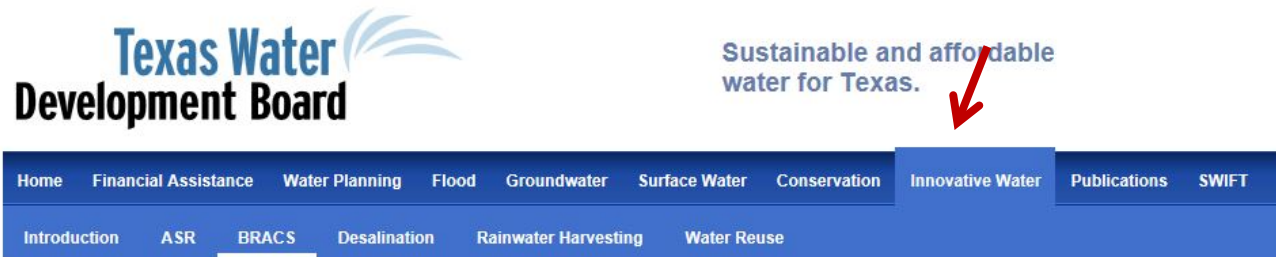 Texas Water
Development Board
Sustainable and affordable
water for Texas.
Home Financial Assistance Water Planning Flood Groundwater Surface Water Conservation Innovative Water Publications SWIFT
Introduction ASR BRACS Desalination Rainwater Harvesting Water Reuse